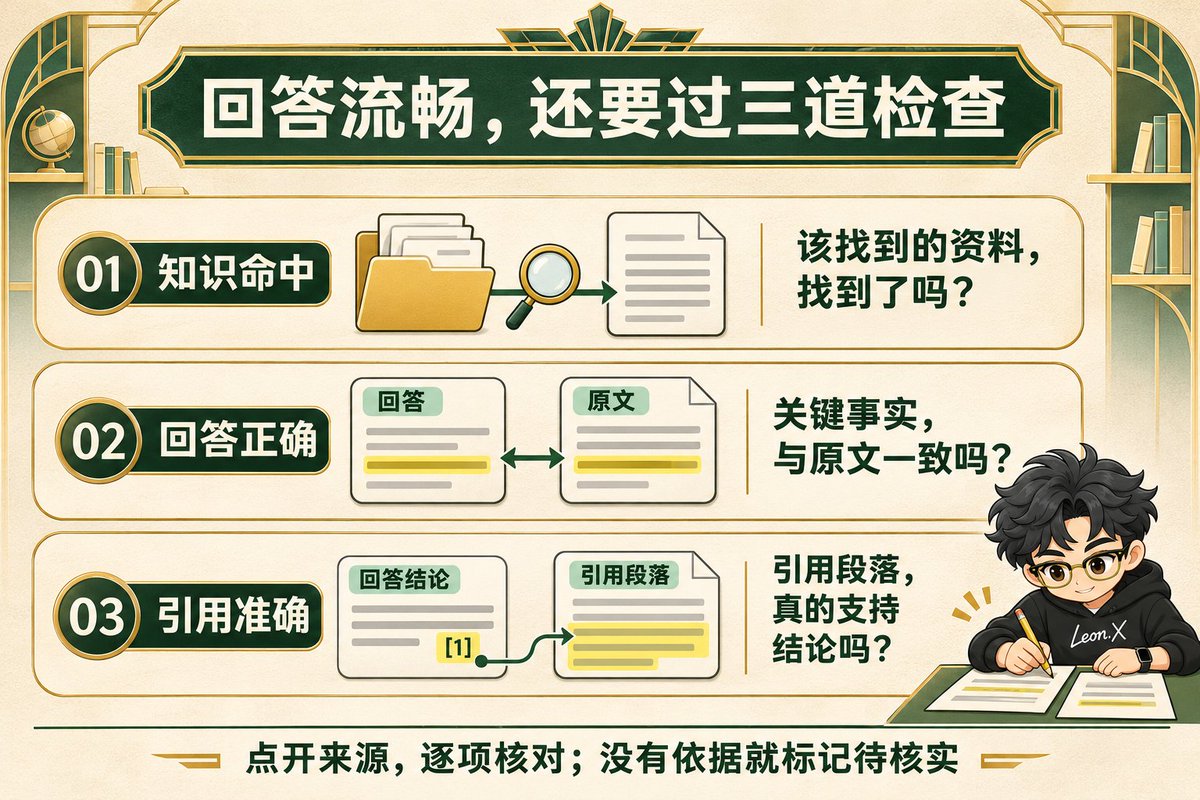 回答流畅，还要过三道检查
01 知识命中
该找到的资料，
找到了吗？
02 回答正确
回答
原文
关键事实，
与原文一致吗？
03 引用准确
回答结论
[1]
引用段落
引用段落，
真的支持
结论吗？
Leon.X
点开来源，逐项核对；没有依据就标记待核实